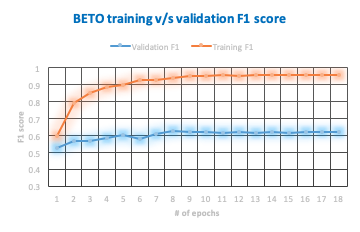 BETO training v/s validation F1 score
Validation F1 Training F1
1
0.9
0.8
0.7
0.6
0.5
0.4
0.3
F1 score
1 2 3 4 5 6 7 8 9 10 11 12 13 14 15 16 17 18
# of epochs